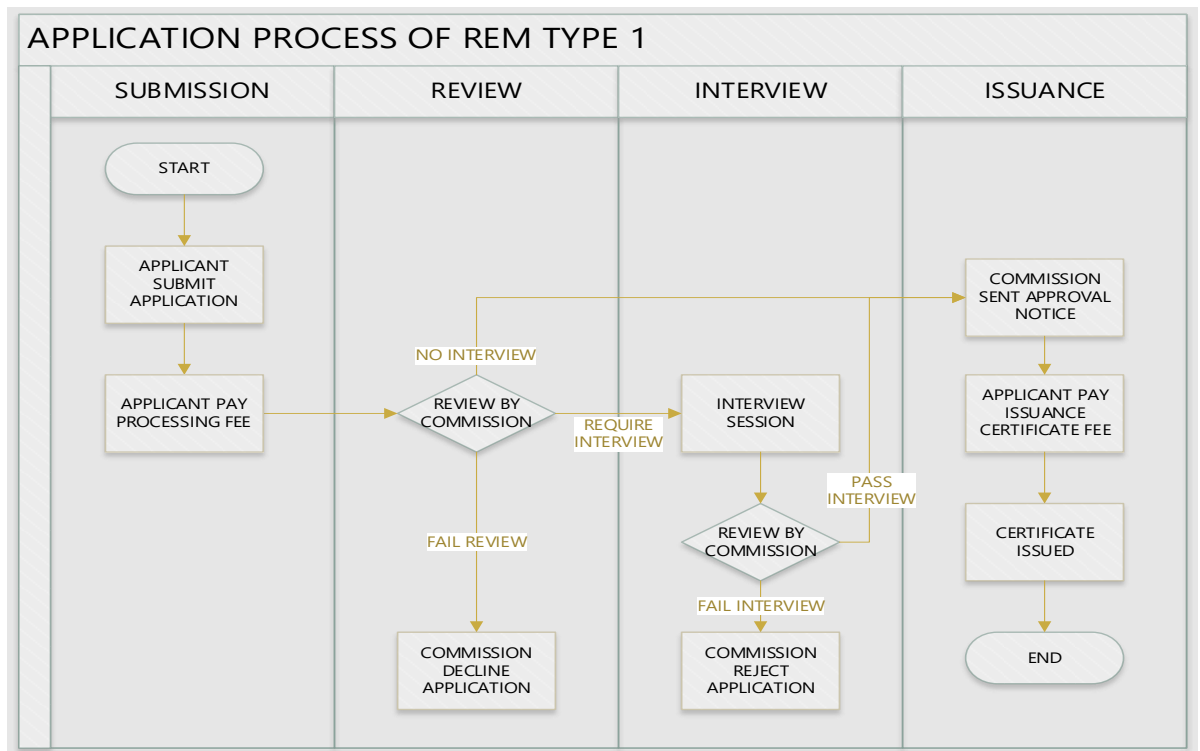 APPLICATION PROCESS OF REM TYPE 1
SUBMISSION
REVIEW
INTERVIEW
ISSUANCE
START
APPLICANT
SUBMIT
APPLICATION
APPLICANT PAY
PROCESSING FEE
NO INTERVIEW
REVIEW BY
COMMISSION
REQUIRE
INTERVIEW
FAIL REVIEW
COMMISSION
DECLINE
APPLICATION
INTERVIEW
SESSION
PASS
INTERVIEW
REVIEW BY
COMMISSION
FAIL INTERVIEW
COMMISSION
REJECT
APPLICATION
COMMISSION
SENT APPROVAL
NOTICE
APPLICANT PAY
ISSUANCE
CERTIFICATE FEE
CERTIFICATE
ISSUED
END